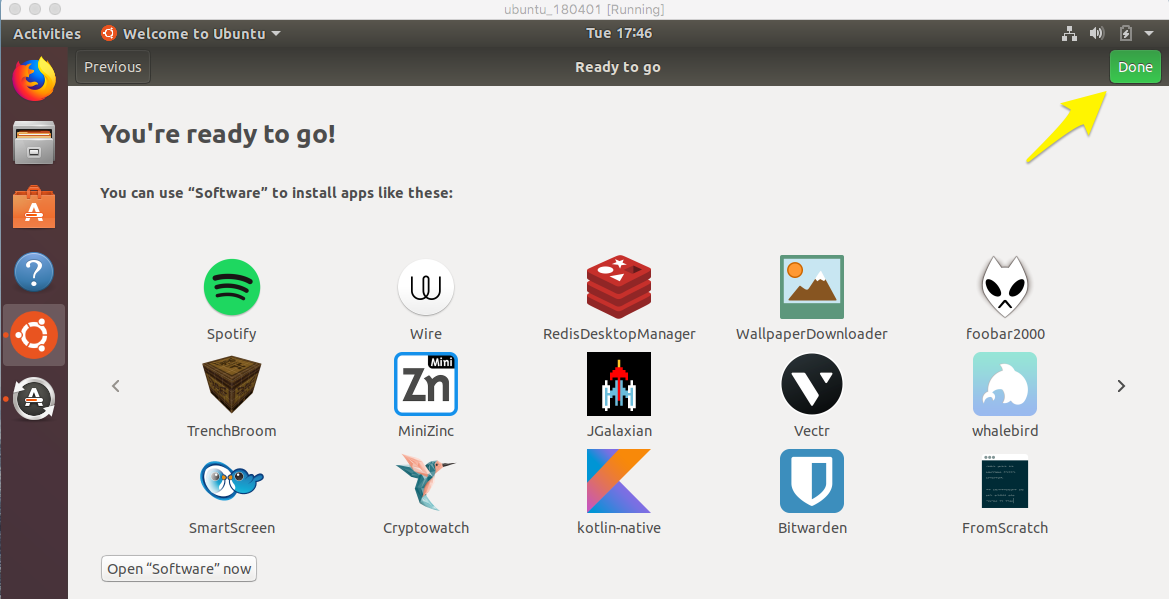 ubuntu_180401 [Running]
Activities Welcome to Ubuntu Tue 17:46
Previous Ready to go Done
You're ready to go!
You can use “Software” to install apps like these:
Spotify Wire RedisDesktopManager WallpaperDownloader foobar2000
Mini
Zn
TrenchBroom MiniZinc JGalaxian Vectr whalebird
SmartScreen Cryptowatch kotlin-native Bitwarden FromScratch
Open “Software” now